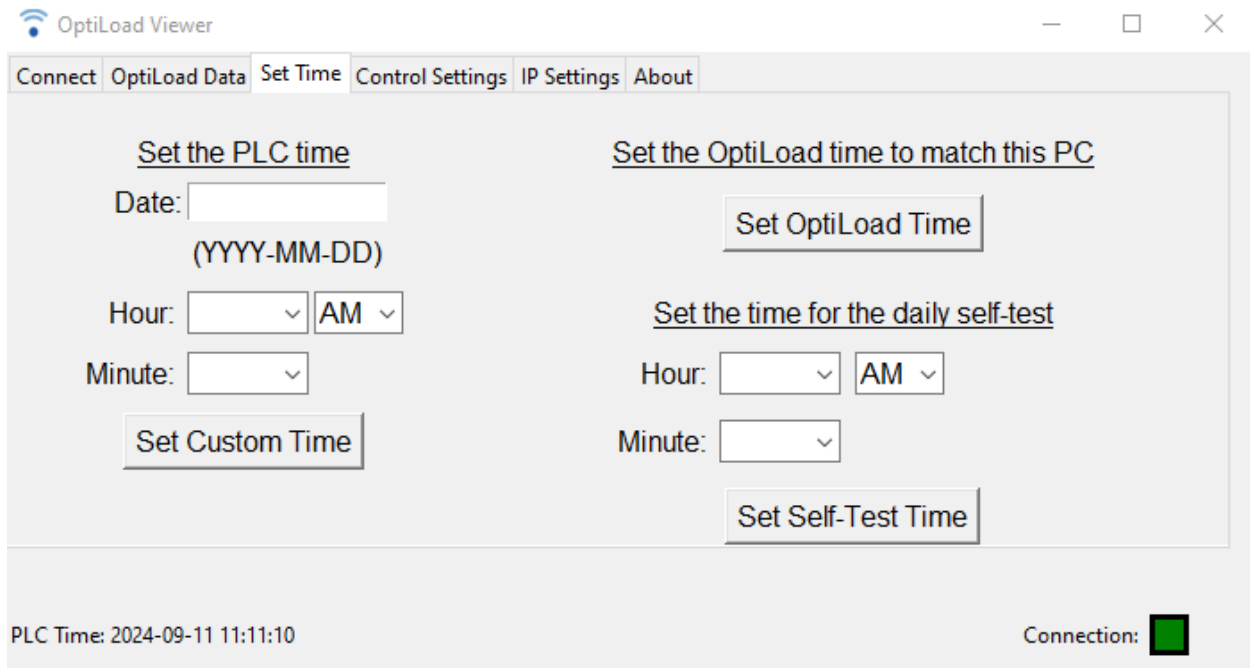 OptiLoad Viewer
Connect OptiLoad Data Set Time Control Settings IP Settings About
Set the PLC time
Date:
(YYYY-MM-DD)
Hour: AM
Minute:
Set Custom Time
Set the OptiLoad time to match this PC
Set OptiLoad Time
Set the time for the daily self-test
Hour: AM
Minute:
Set Self-Test Time
PLC Time: 2024-09-11 11:11:10
Connection: